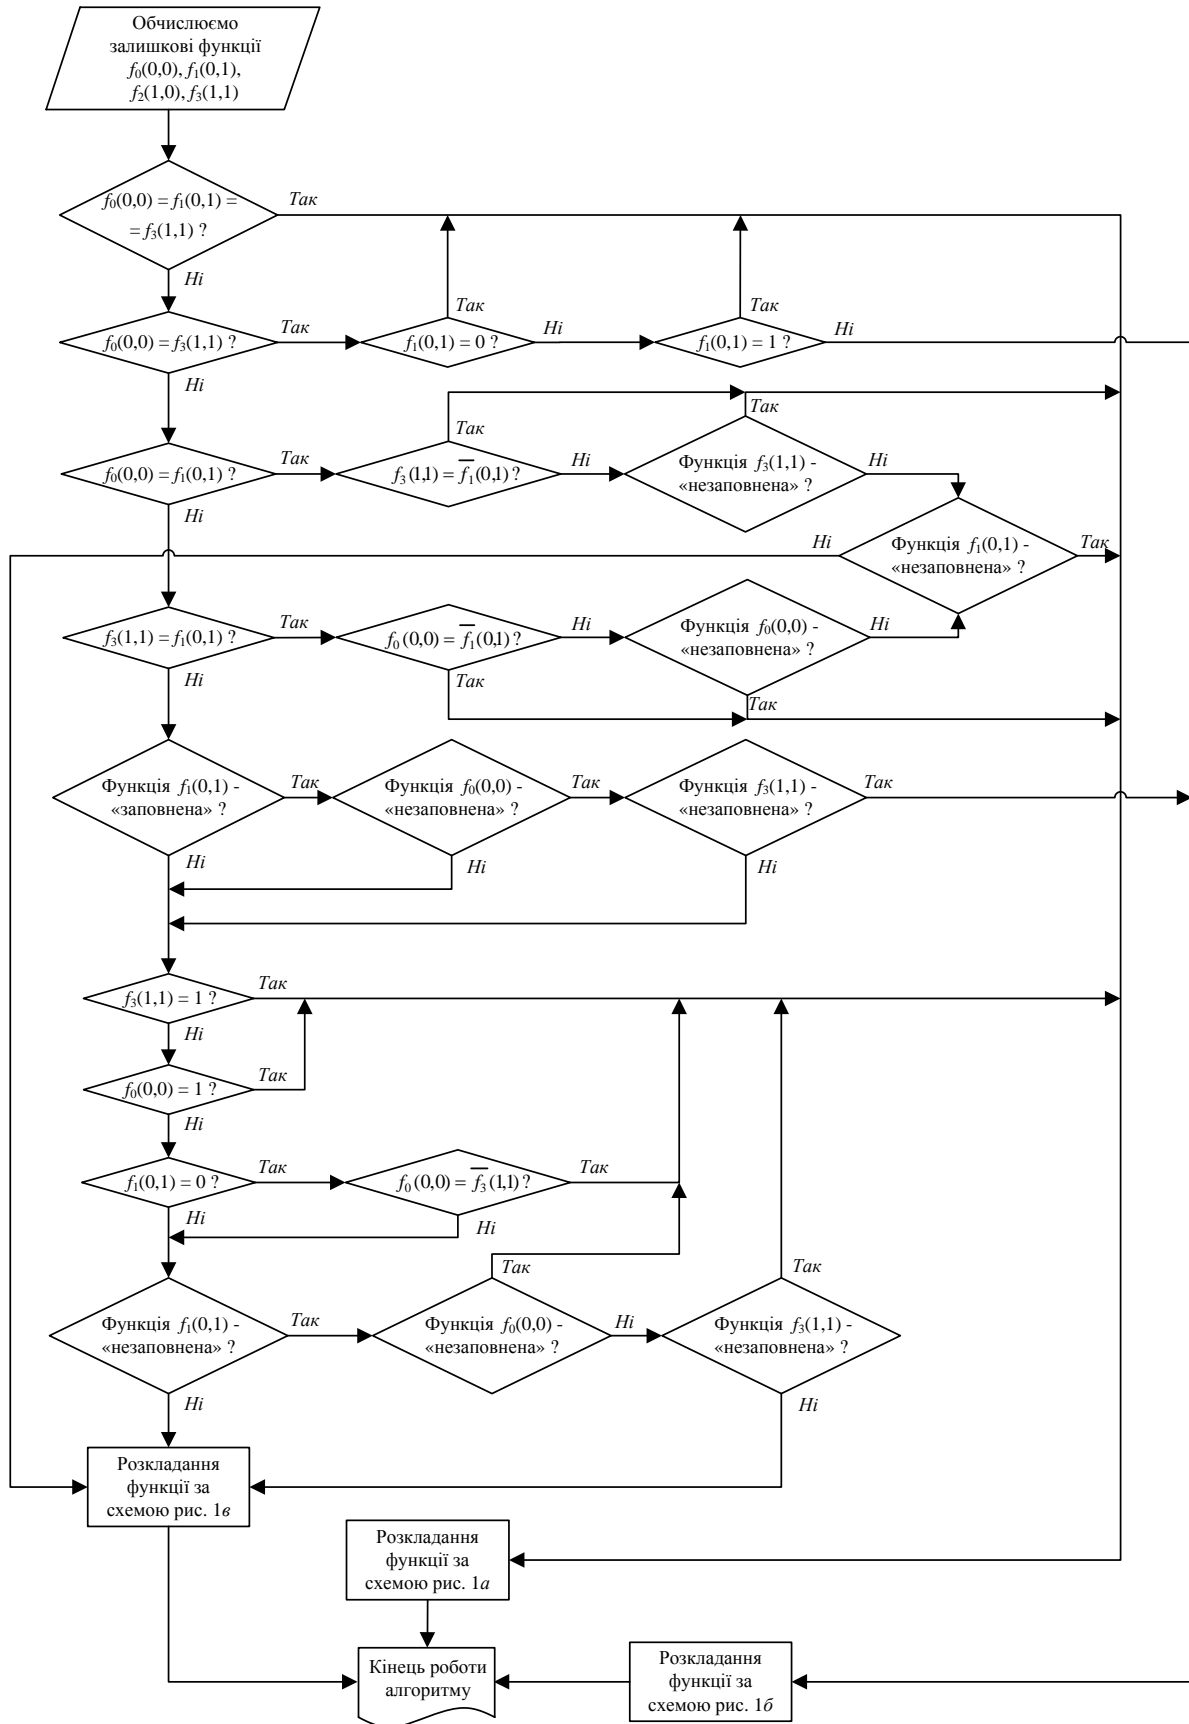 Обчислюємо
залишкові функції
f₀(0,0), f₁(0,1),
f₂(1,0), f₃(1,1)
f₀(0,0) = f₁(0,1) =
= f₃(1,1) ?
Так
Ні
f₀(0,0) = f₃(1,1) ?
Так
f₁(0,1) = 0 ?
Так
Ні
f₁(0,1) = 1 ?
Так
Ні
Ні
f₀(0,0) = f₁(0,1) ?
Так
f₃(1,1) = f̅₁(0,1) ?
Так
Ні
Функція f₃(1,1) -
«незаповнена» ?
Так
Ні
Ні
Функція f₁(0,1) -
«незаповнена» ?
Ні
Так
f₃(1,1) = f₁(0,1) ?
Так
f₀(0,0) = f̅₁(0,1) ?
Ні
Так
Функція f₀(0,0) -
«незаповнена» ?
Ні
Так
Ні
Функція f₁(0,1) -
«заповнена» ?
Так
Функція f₀(0,0) -
«незаповнена» ?
Так
Функція f₃(1,1) -
«незаповнена» ?
Так
Ні
Ні
Ні
f₃(1,1) = 1 ?
Так
Ні
f₀(0,0) = 1 ?
Так
Ні
f₁(0,1) = 0 ?
Так
f₀(0,0) = f̅₃(1,1) ?
Так
Ні
Ні
Функція f₁(0,1) -
«незаповнена» ?
Так
Функція f₀(0,0) -
«незаповнена» ?
Так
Ні
Функція f₃(1,1) -
«незаповнена» ?
Так
Ні
Ні
Розкладання
функції за
схемою рис. 1в
Розкладання
функції за
схемою рис. 1а
Кінець роботи
алгоритму
Розкладання
функції за
схемою рис. 1б